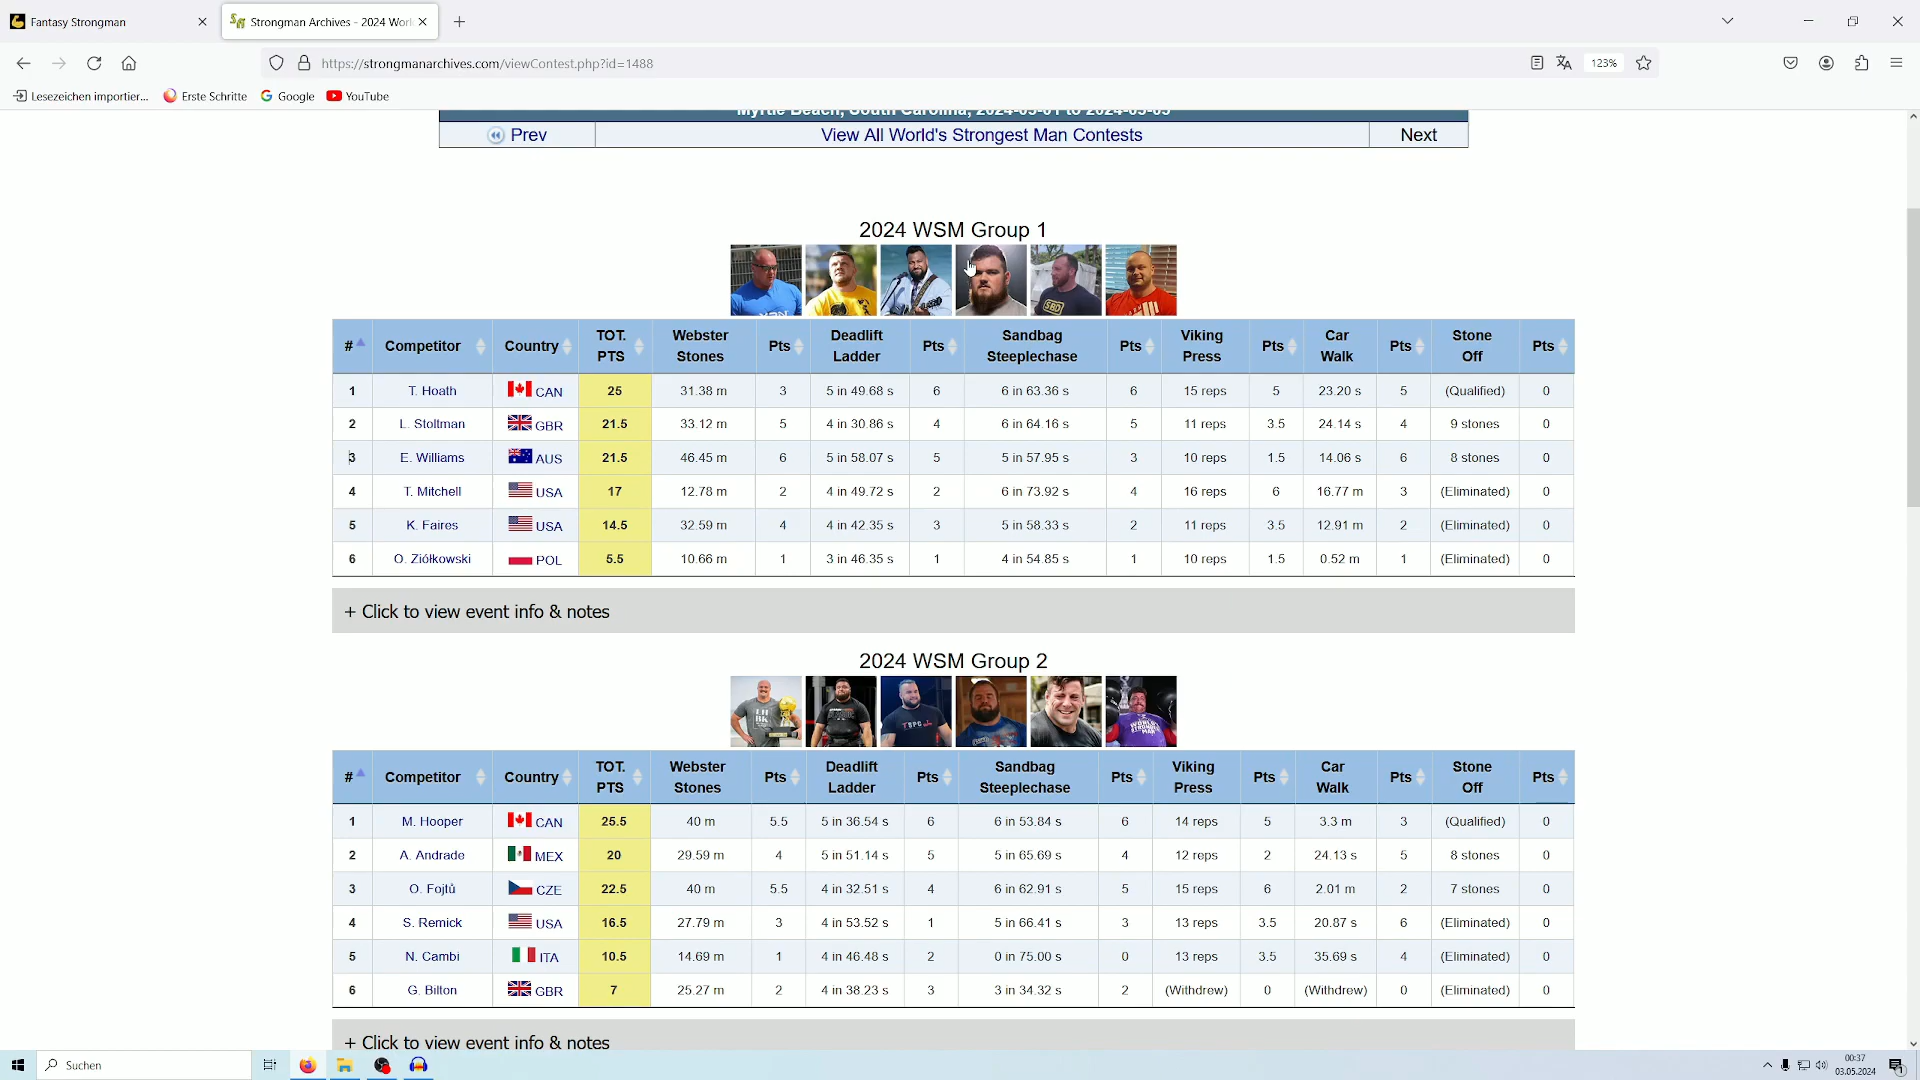 Fantasy Strongman
Strongman Archives - 2024 Worl
https://strongmanarchives.com/viewContest.php?id=1488
123%
Lesezeichen importier...
Erste Schritte
Google
YouTube
Myrtle Beach, South Carolina, 2024-05-01 to 2024-05-05
Prev
View All World's Strongest Man Contests
Next
2024 WSM Group 1
# Competitor Country TOT. PTS Webster Stones Pts Deadlift Ladder Pts Sandbag Steeplechase Pts Viking Press Pts Car Walk Pts Stone Off Pts
1 T. Hoath CAN 25 31.38 m 3 5 in 49.68 s 6 6 in 63.36 s 6 15 reps 5 23.20 s 5 (Qualified) 0
2 L. Stoltman GBR 21.5 33.12 m 5 4 in 30.86 s 4 6 in 64.16 s 5 11 reps 3.5 24.14 s 4 9 stones 0
3 E. Williams AUS 21.5 46.45 m 6 5 in 58.07 s 5 5 in 57.95 s 3 10 reps 1.5 14.06 s 6 8 stones 0
4 T. Mitchell USA 17 12.78 m 2 4 in 49.72 s 2 6 in 73.92 s 4 16 reps 6 16.77 m 3 (Eliminated) 0
5 K. Faires USA 14.5 32.59 m 4 4 in 42.35 s 3 5 in 58.33 s 2 11 reps 3.5 12.91 m 2 (Eliminated) 0
6 O. Ziółkowski POL 5.5 10.66 m 1 3 in 46.35 s 1 4 in 54.85 s 1 10 reps 1.5 0.52 m 1 (Eliminated) 0
+ Click to view event info & notes
2024 WSM Group 2
# Competitor Country TOT. PTS Webster Stones Pts Deadlift Ladder Pts Sandbag Steeplechase Pts Viking Press Pts Car Walk Pts Stone Off Pts
1 M. Hooper CAN 25.5 40 m 5.5 5 in 36.54 s 6 6 in 53.84 s 6 14 reps 5 3.3 m 3 (Qualified) 0
2 A. Andrade MEX 20 29.59 m 4 5 in 51.14 s 5 5 in 65.69 s 4 12 reps 2 24.13 s 5 8 stones 0
3 O. Fojtů CZE 22.5 40 m 5.5 4 in 32.51 s 4 6 in 62.91 s 5 15 reps 6 2.01 m 2 7 stones 0
4 S. Remick USA 16.5 27.79 m 3 4 in 53.52 s 1 5 in 66.41 s 3 13 reps 3.5 20.87 s 6 (Eliminated) 0
5 N. Cambi ITA 10.5 14.69 m 1 4 in 46.48 s 2 0 in 75.00 s 0 13 reps 3.5 35.69 s 4 (Eliminated) 0
6 G. Bilton GBR 7 25.27 m 2 4 in 38.23 s 3 3 in 34.32 s 2 (Withdrew) 0 (Withdrew) 0 (Eliminated) 0
+ Click to view event info & notes
Suchen
00:37
03.05.2024